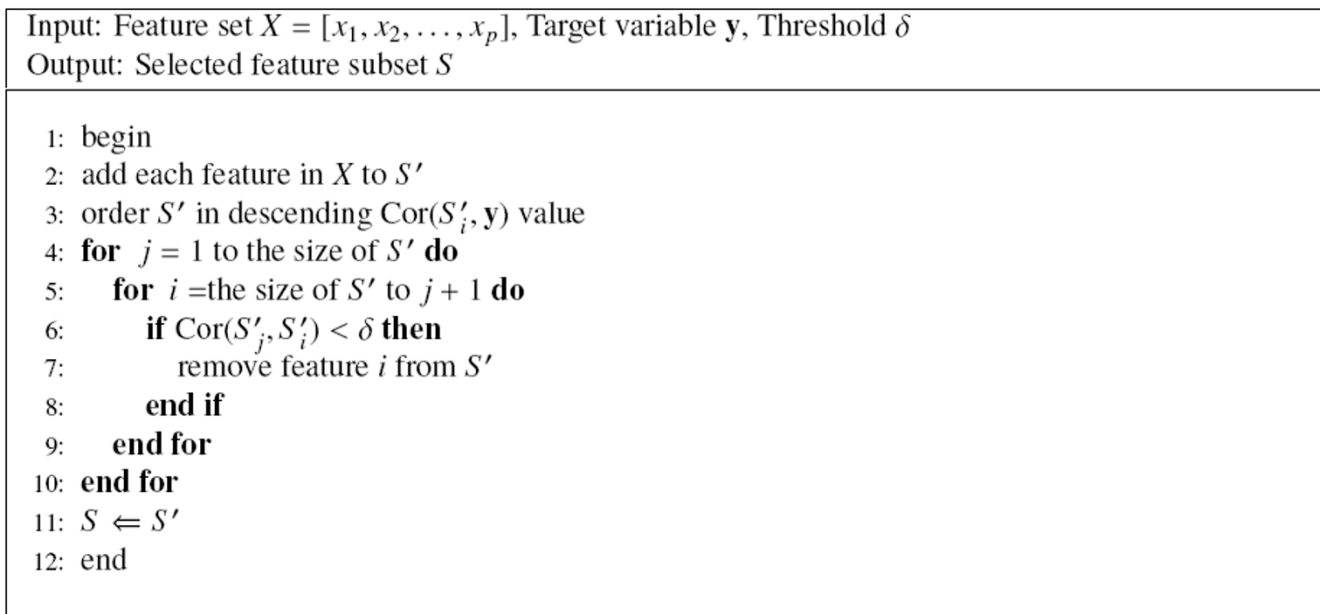 Input: Feature set X = [x₁, x₂, . . . , xₚ], Target variable y, Threshold δ
Output: Selected feature subset S
1: begin
2: add each feature in X to S′
3: order S′ in descending Cor(S′ᵢ, y) value
4: for j = 1 to the size of S′ do
5: for i =the size of S′ to j + 1 do
6: if Cor(S′ⱼ, S′ᵢ) < δ then
7: remove feature i from S′
8: end if
9: end for
10: end for
11: S ⇐ S′
12: end